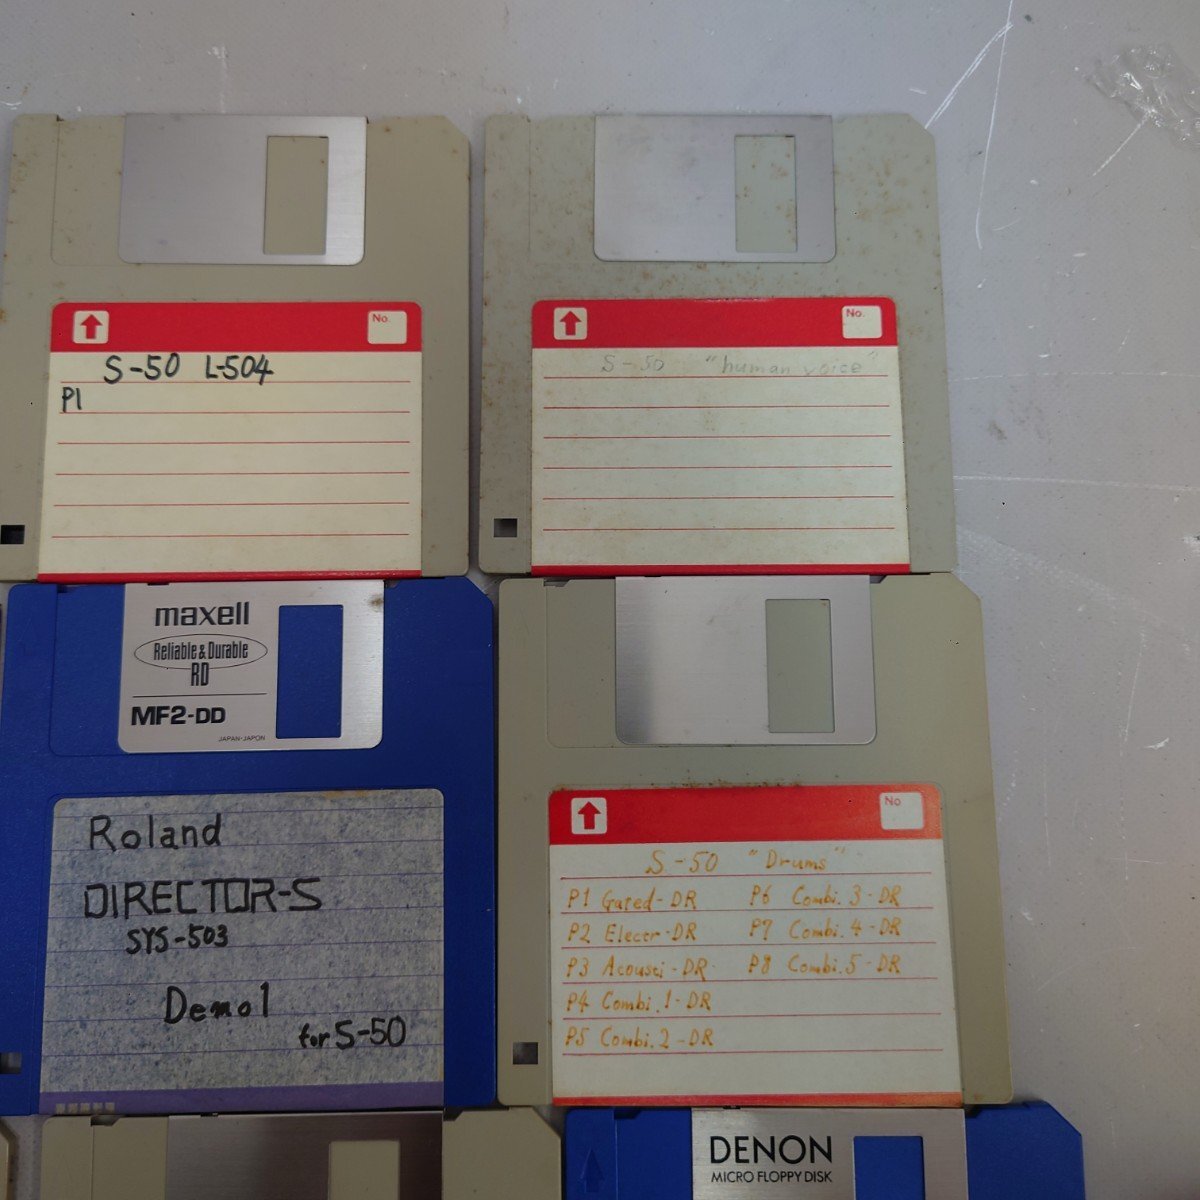 No.
S-50 L-504
P1
No.
S-50 "human voice"
maxell
Reliable & Durable
RD
MF2-DD
JAPAN·JAPON
Roland
DIRECTOR-S
SYS-503
Demo1
for S-50
No
S-50 "Drums"
P1 Gated-DR P6 Combi.3-DR
P2 Electr-DR P7 Combi.4-DR
P3 Acousti-DR P8 Combi.5-DR
P4 Combi.1-DR
P5 Combi.2-DR
DENON
MICRO FLOPPY DISK